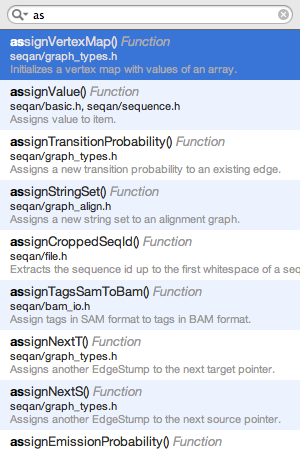 as
assignVertexMap() Function
seqan/graph_types.h
Initializes a vertex map with values of an array.
assignValue() Function
seqan/basic.h, seqan/sequence.h
Assigns value to item.
assignTransitionProbability() Function
seqan/graph_types.h
Assigns a new transition probability to an existing edge.
assignStringSet() Function
seqan/graph_align.h
Assigns a new string set to an alignment graph.
assignCroppedSeqId() Function
seqan/file.h
Extracts the sequence id up to the first whitespace of a seq
assignTagsSamToBam() Function
seqan/bam_io.h
Assign tags in SAM format to tags in BAM format.
assignNextT() Function
seqan/graph_types.h
Assigns another EdgeStump to the next target pointer.
assignNextS() Function
seqan/graph_types.h
Assigns another EdgeStump to the next source pointer.
assignEmissionProbability() Function